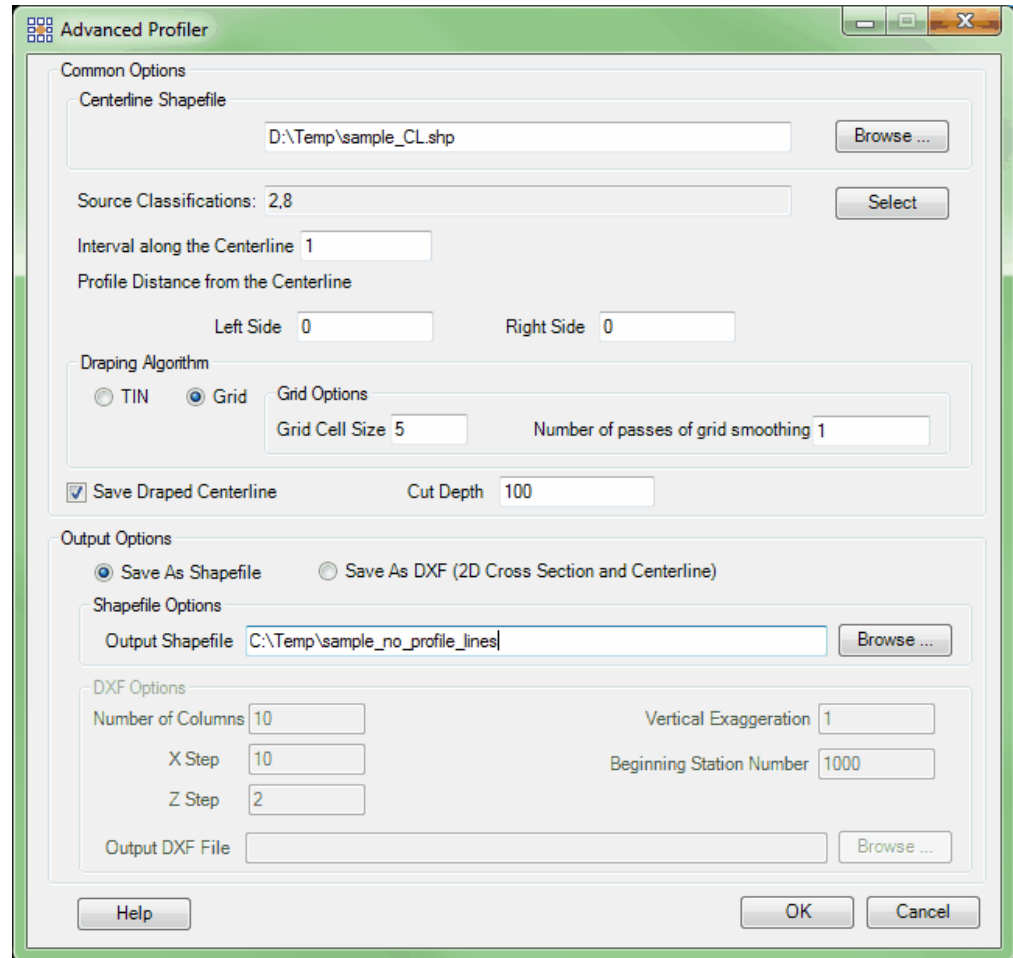 Advanced Profiler
Common Options
Centerline Shapefile
D:\Temp\sample_CL.shp Browse ...
Source Classifications: 2,8 Select
Interval along the Centerline 1
Profile Distance from the Centerline
Left Side 0 Right Side 0
Draping Algorithm
TIN Grid Grid Options
Grid Cell Size 5 Number of passes of grid smoothing 1
Save Draped Centerline Cut Depth 100
Output Options
Save As Shapefile Save As DXF (2D Cross Section and Centerline)
Shapefile Options
Output Shapefile C:\Temp\sample_no_profile_lines Browse ...
DXF Options
Number of Columns 10 Vertical Exaggeration 1
X Step 10 Beginning Station Number 1000
Z Step 2
Output DXF File Browse ...
Help OK Cancel